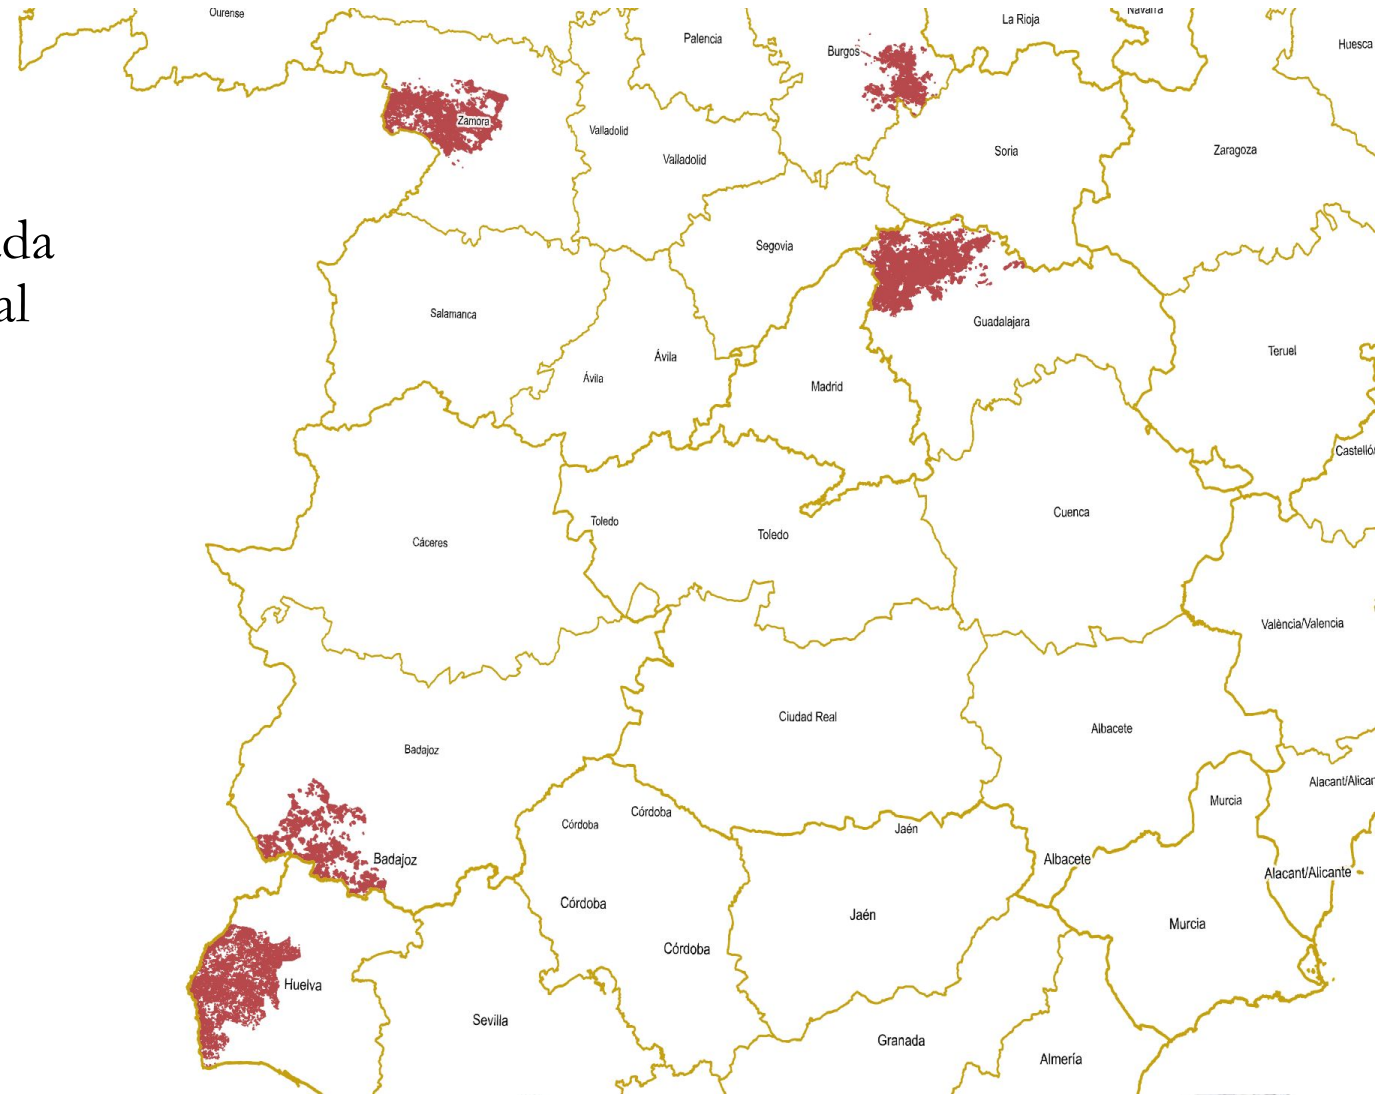 Ourense
Palencia
La Rioja
Navarra
Burgos
Huesca
Zamora
Valladolid
Valladolid
Soria
Zaragoza
Segovia
Salamanca
Guadalajara
Teruel
Ávila
Ávila
Madrid
Castelló
Toledo
Toledo
Cuenca
Cáceres
València/Valencia
Ciudad Real
Albacete
Badajoz
Alacant/Alicar
Murcia
Córdoba
Córdoba
Jaén
Badajoz
Albacete
Alacant/Alicante
Córdoba
Jaén
Murcia
Córdoba
Huelva
Sevilla
Granada
Almería
al